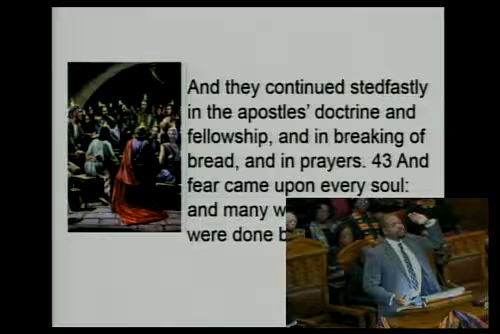 And they continued stedfastly
in the apostles' doctrine and
fellowship, and in breaking of
bread, and in prayers. 43 And
fear came upon every soul:
and many
were done